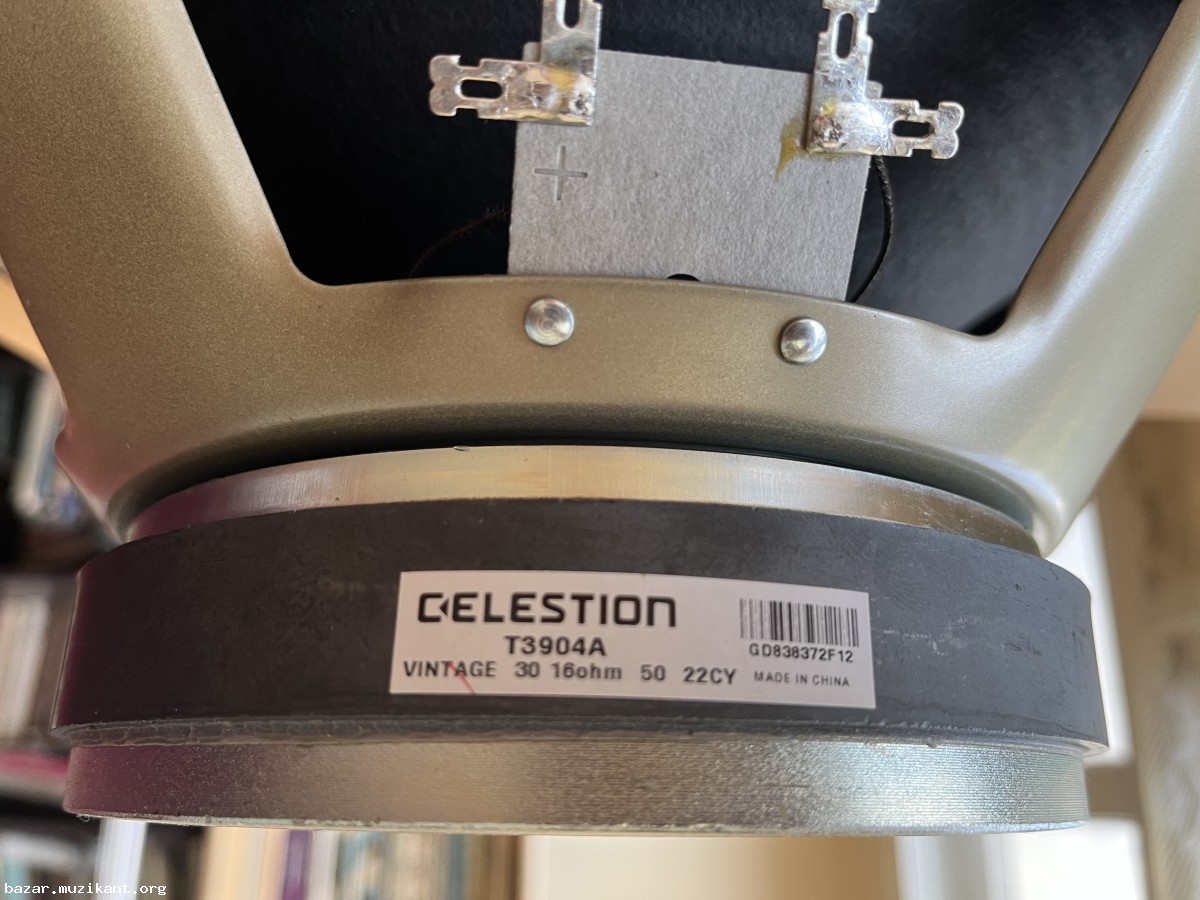 +
CELESTION
T3904A
VINTAGE 30 16ohm 50 22CY
GD838372F12
MADE IN CHINA
bazar.muzikant.org